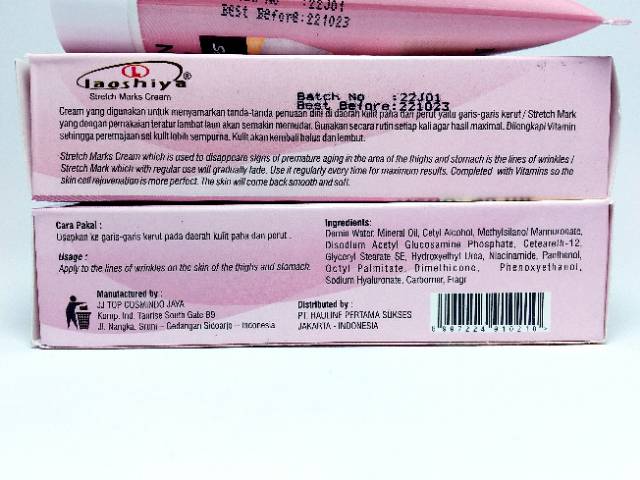 :22J01
Best Before:221023
laoshiya®
Stretch Marks Cream
Batch No :22J01
Best Before:221023
Cream yang digunakan untuk menyamarkan tanda-tanda penuaan dini di daerah kulit paha dan perut yaitu garis-garis kerut / Stretch Mark
yang dengan pemakaian teratur lambat laun akan semakin memudar. Gunakan secara rutin setiap kali agar hasil maximal. Dilengkapi Vitamin
sehingga peremajaan sel kulit lebih sempurna. Kulit akan kembali halus dan lembut.
Stretch Marks Cream which is used to disappeare signs of premature aging in the area of the thighs and stomach is the lines of wrinkles /
Stretch Mark which with regular use will gradually fade. Use it regularly every time for maximum results. Completed with Vitamins so the
skin cell rejuvenation is more perfect. The skin will come back smooth and soft.
Cara Pakai :
Usapkan ke garis-garis kerut pada daerah kulit paha dan perut .
Usage :
Apply to the lines of wrinkles on the skin of the thighs and stomach.
Ingredients:
Demin Water, Mineral Oil, Cetyl Alcohol, Methylsilanol Mannuronate,
Disodium Acetyl Glucosamine Phosphate, Ceteareth-12,
Glyceryl Stearate SE, Hydroxyethyl Urea, Niacinamide, Panthenol,
Octyl Palmitate, Dimethicone, Phenoxyethanol,
Sodium Hyaluronate, Carbomer, Fragr
Manufactured by :
JJ TOP COSMINDO JAYA
Komp. Ind. South Gate B9
Jl. Nangka, Sruni - Gedangan Sidoarjo - Indonesia
Distributed by :
PT. PERTAMA SUKSES
JAKARTA - INDONESIA
8 997224 910218